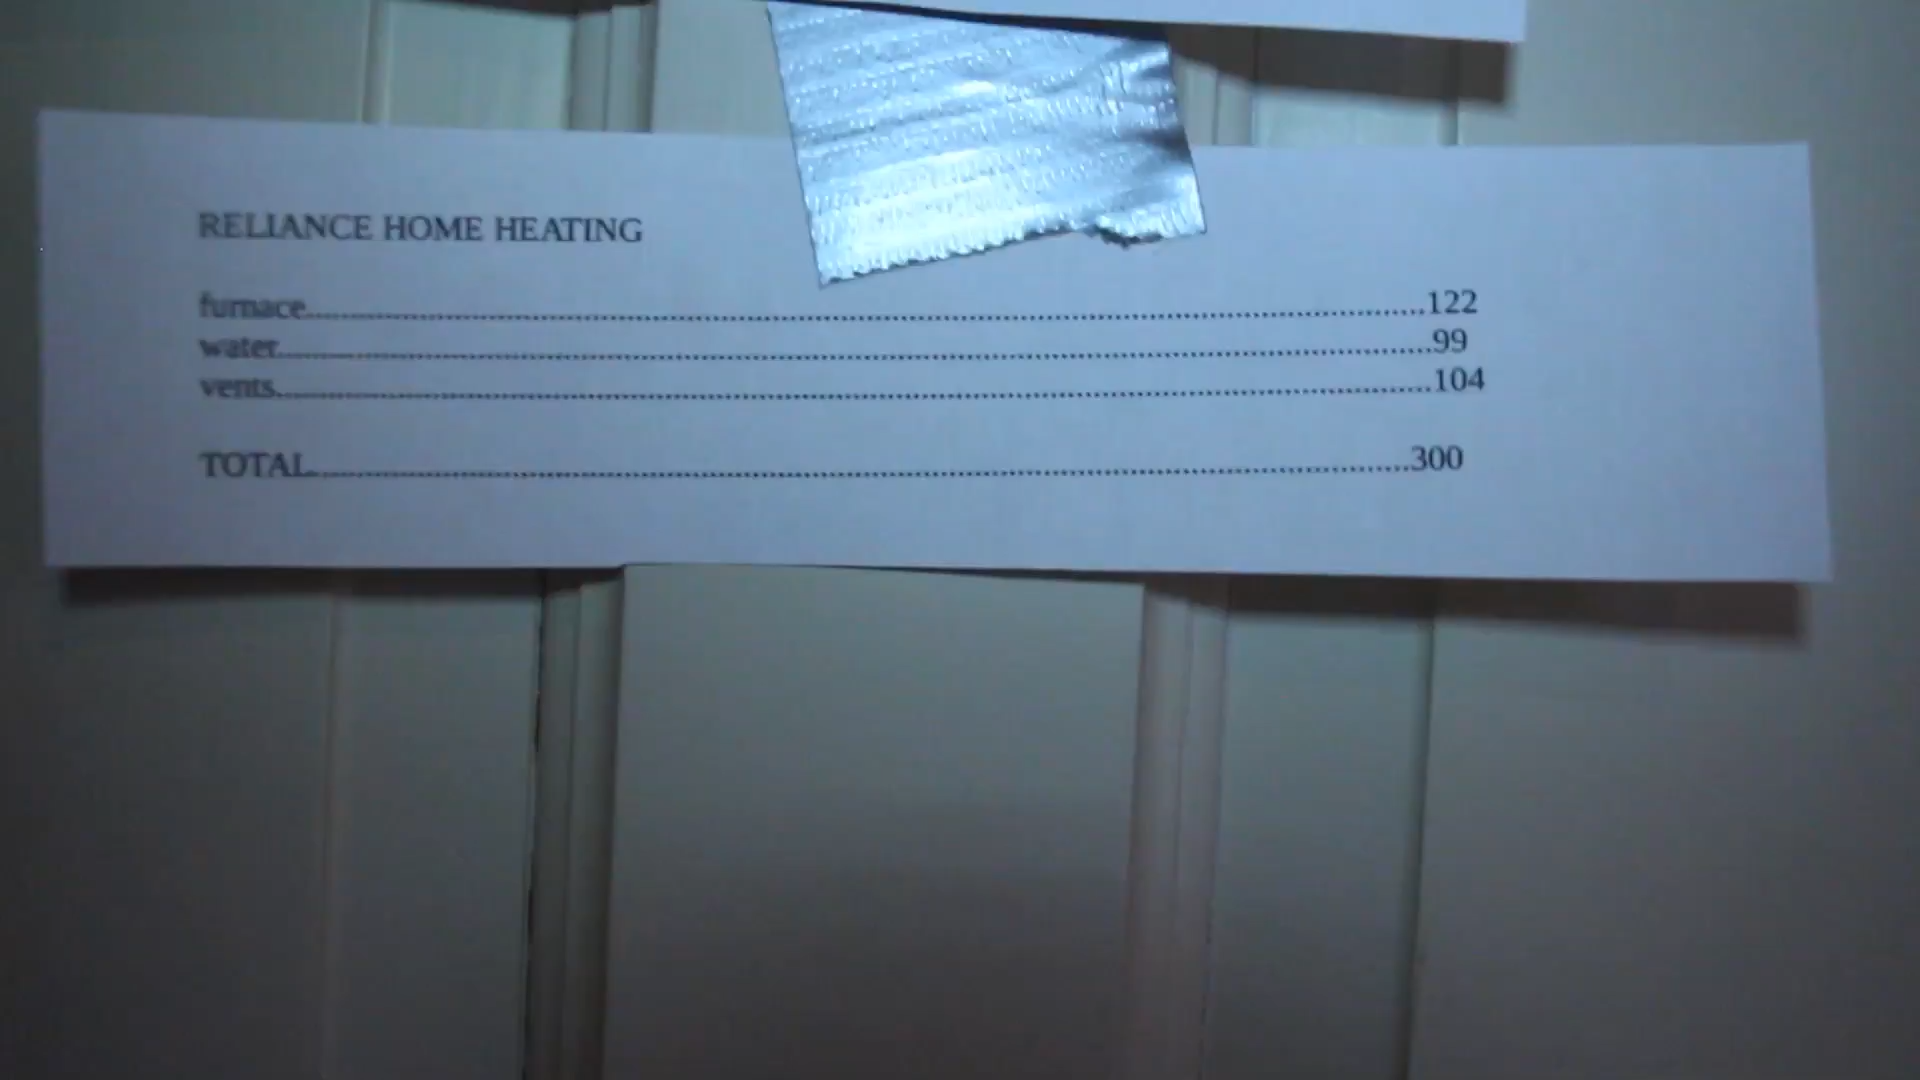 RELIANCE HOME HEATING
furnace........................................122
water........................................99
vents........................................104
TOTAL........................................300